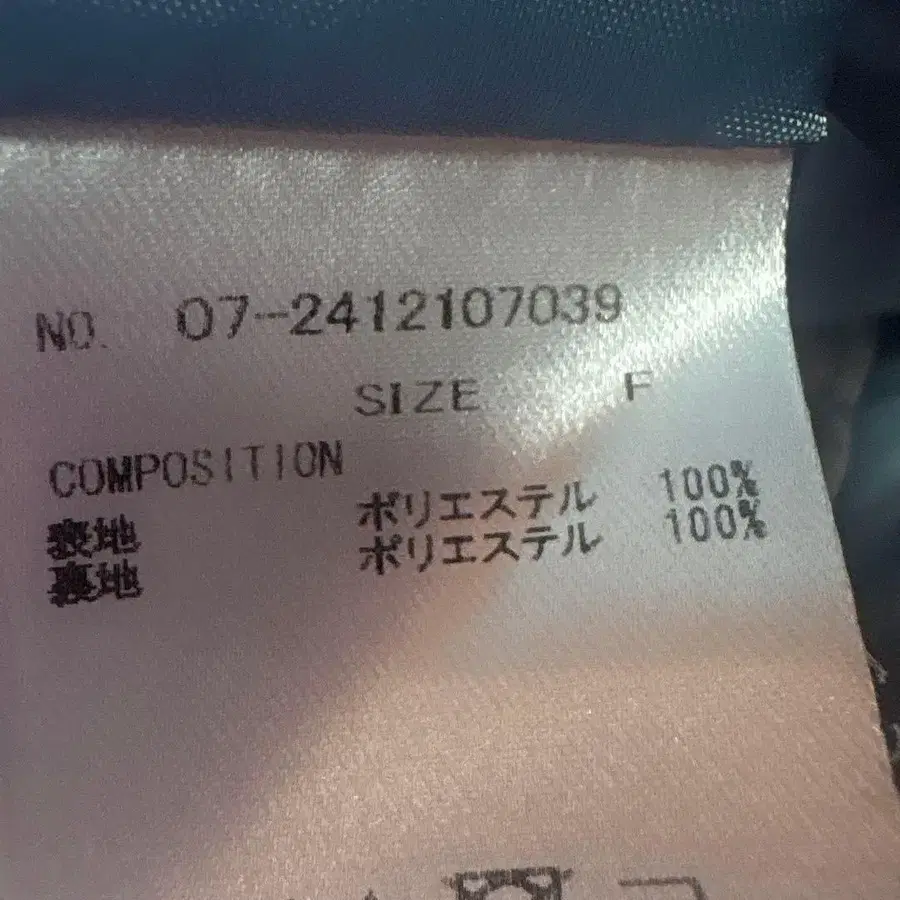 NO. 07-2412107039
SIZE F
COMPOSITION
表地 ポリエステル 100%
裏地 ポリエステル 100%